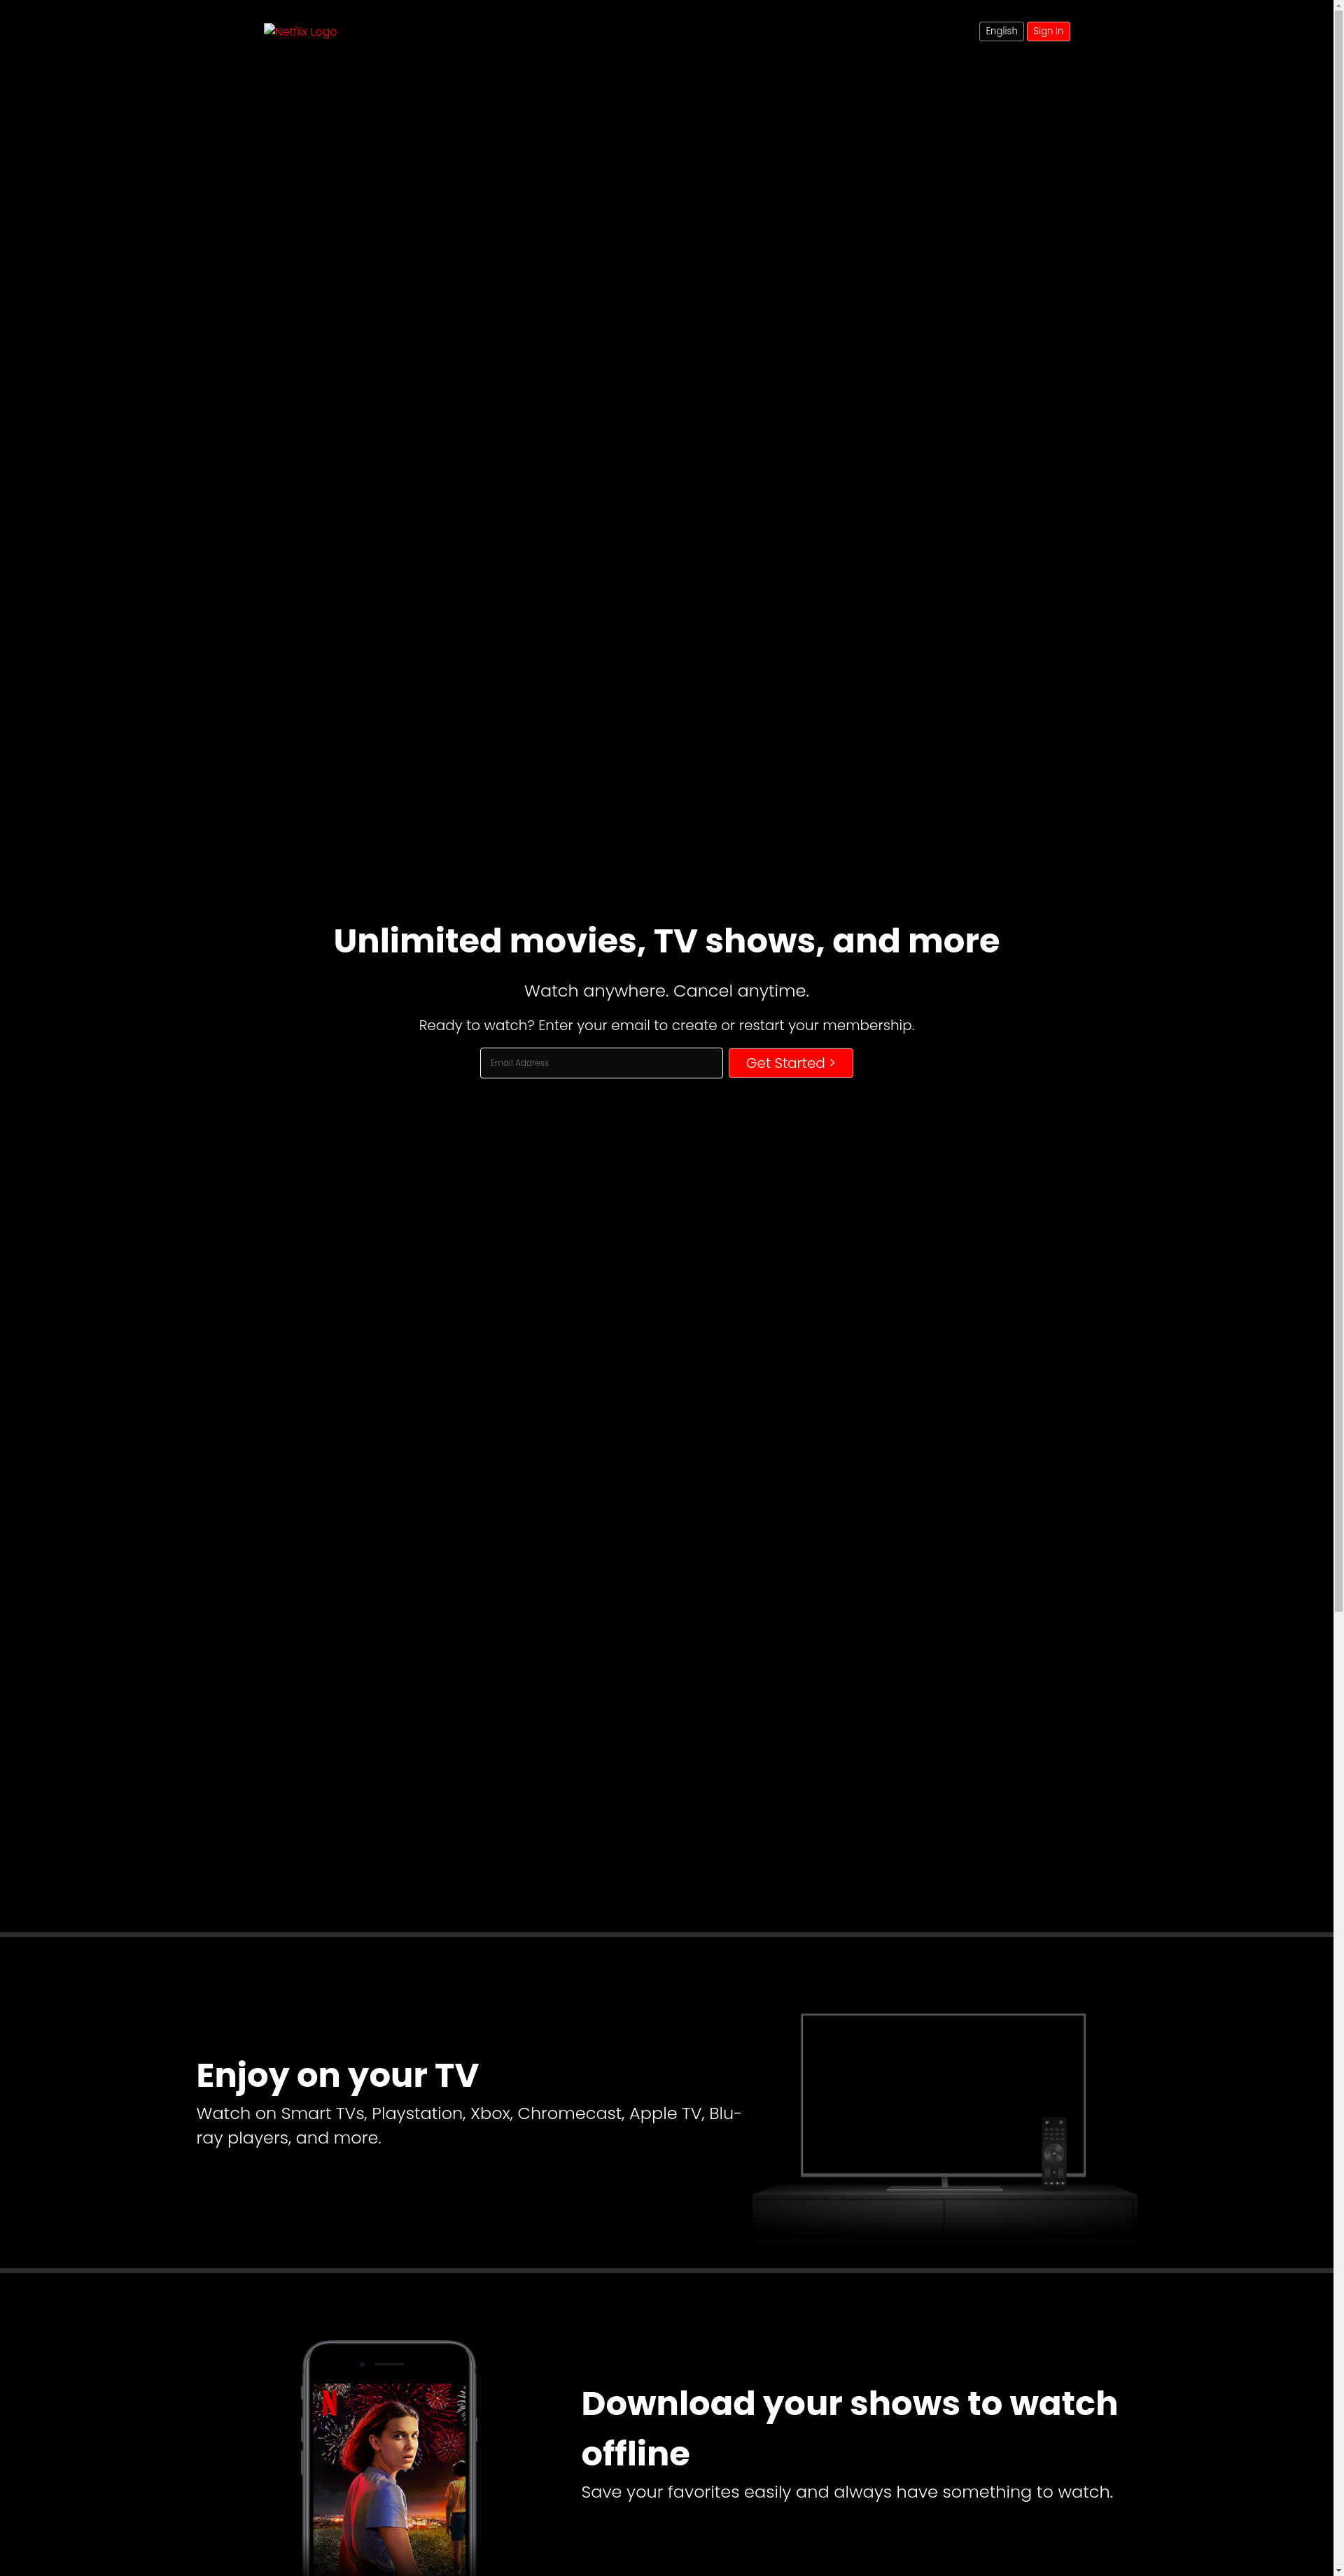 Netflix Logo
English
Sign In
Unlimited movies, TV shows, and more
Watch anywhere. Cancel anytime.
Ready to watch? Enter your email to create or restart your membership.
Email Address
Get Started >
Enjoy on your TV
Watch on Smart TVs, Playstation, Xbox, Chromecast, Apple TV, Blu-
ray players, and more.
N
Download your shows to watch
offline
Save your favorites easily and always have something to watch.